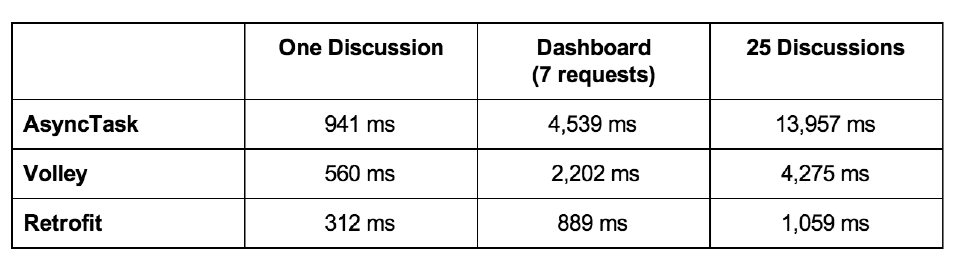 One Discussion Dashboard (7 requests) 25 Discussions
AsyncTask 941 ms 4,539 ms 13,957 ms
Volley 560 ms 2,202 ms 4,275 ms
Retrofit 312 ms 889 ms 1,059 ms